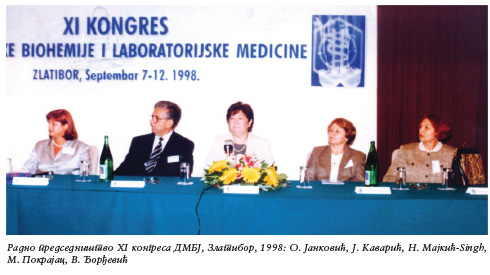 XI KONGRES
KE BIOHEMIJE I LABORATORIJSKE MEDICINE
ZLATIBOR, Septembar 7-12. 1998.
Радно председништво XI конгреса ДМБЈ, Златибор, 1998: О. Јанковић, Ј. Каварић, Н. Мајкић-Singh,
М. Покрајац, В. Ђорђевић